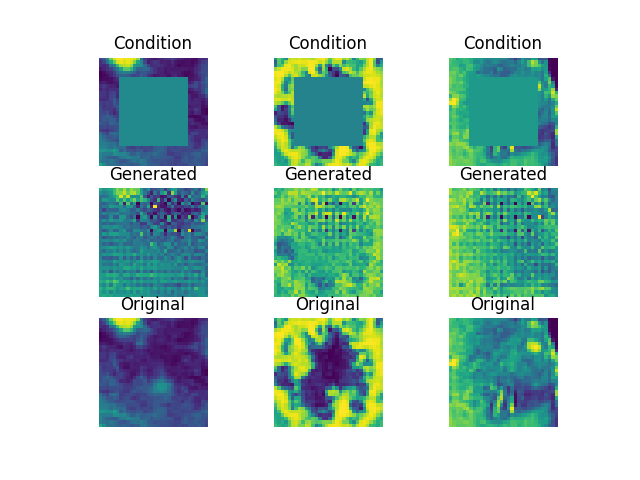 Condition Condition Condition
Generated Generated Generated
Original Original Original